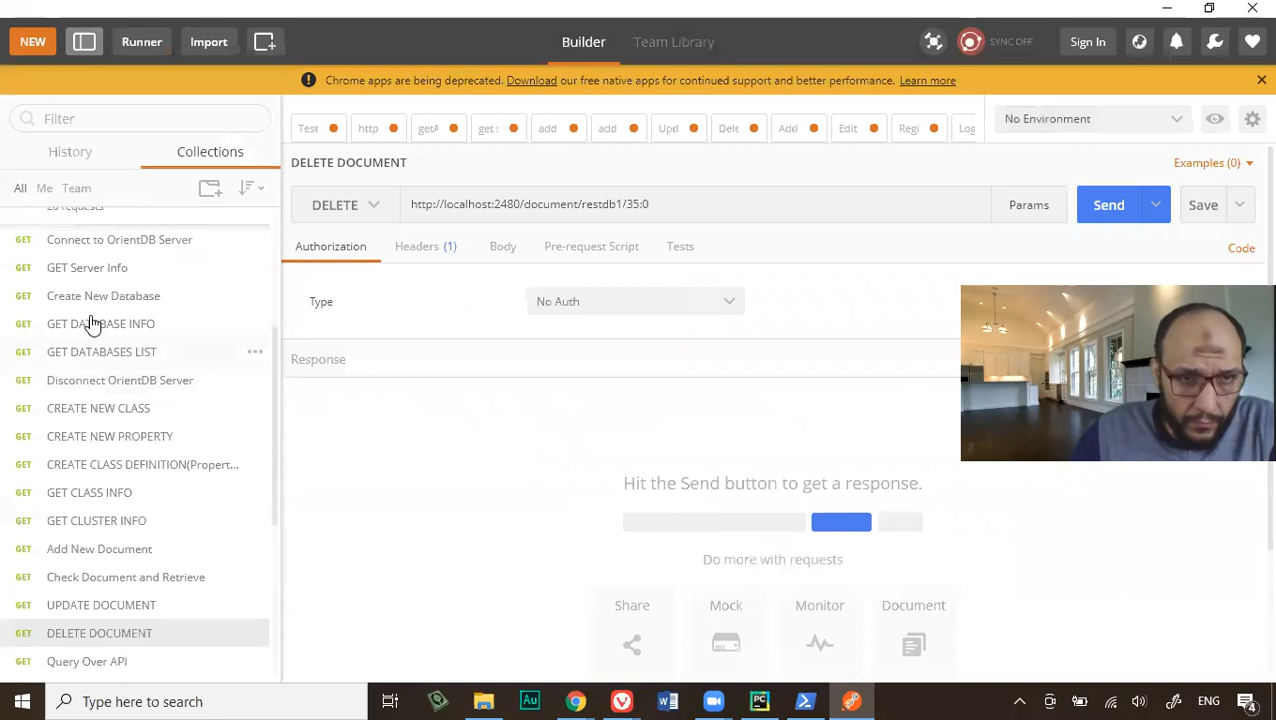 NEW
Runner
Import
Builder
Team Library
SYNC OFF
Sign In
Chrome apps are being deprecated. Download our free native apps for continued support and better performance. Learn more
Filter
History
Collections
All Me Team
Test
http
getA
get :
add
add
Upd
Dele
Add
Edit
Regi
Log
No Environment
DELETE DOCUMENT
Examples (0)
DELETE
http://localhost:2480/document/restdb1/35:0
Params
Send
Save
Authorization
Headers (1)
Body
Pre-request Script
Tests
Code
Type
No Auth
Response
Hit the Send button to get a response.
Do more with requests
Share
Mock
Monitor
Document
20 requests
GET Connect to OrientDB Server
GET GET Server Info
GET Create New Database
GET GET DATABASE INFO
GET GET DATABASES LIST
GET Disconnect OrientDB Server
GET CREATE NEW CLASS
GET CREATE NEW PROPERTY
GET CREATE CLASS DEFINITION(Propert...
GET GET CLASS INFO
GET GET CLUSTER INFO
GET Add New Document
GET Check Document and Retrieve
GET UPDATE DOCUMENT
GET DELETE DOCUMENT
GET Query Over API
Type here to search
Au
W
PC
ENG
4